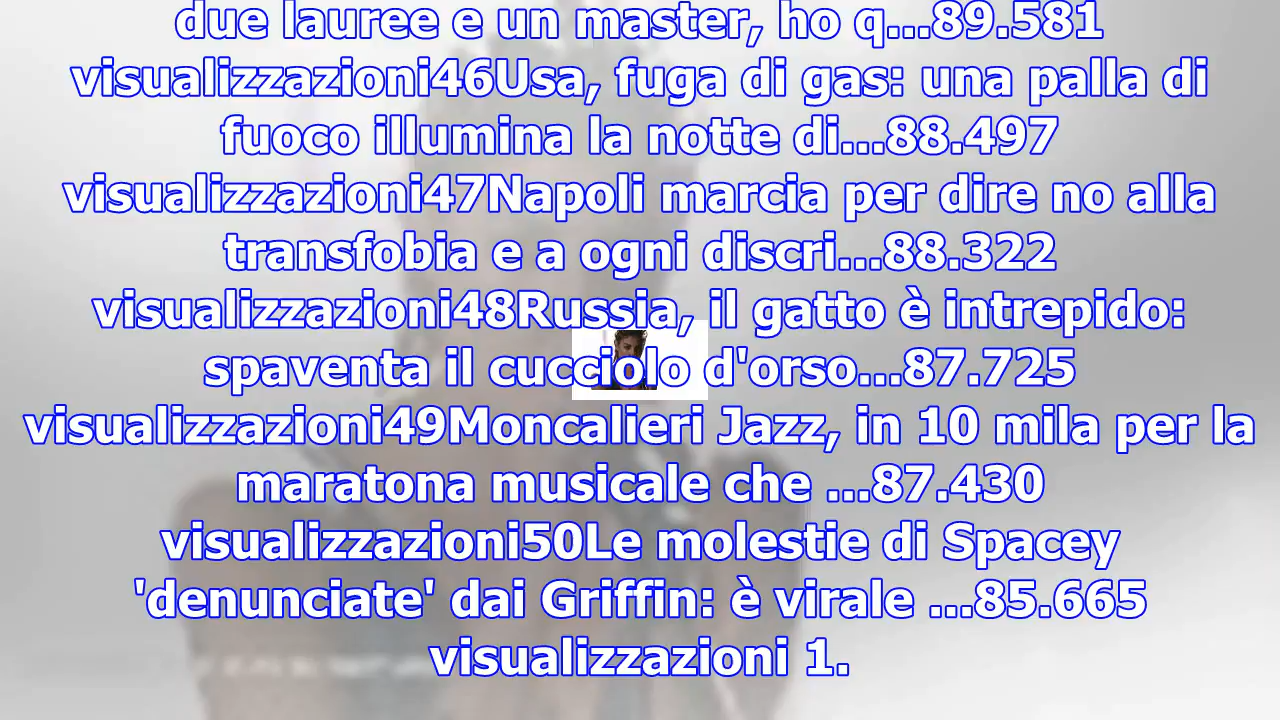 due lauree e un master, ho q...89.581
visualizzazioni46Usa, fuga di gas: una palla di
fuoco illumina la notte di...88.497
visualizzazioni47Napoli marcia per dire no alla
transfobia e a ogni discri...88.322
visualizzazioni48Russia, il gatto è intrepido:
spaventa il cucciolo d'orso...87.725
visualizzazioni49Moncalieri Jazz, in 10 mila per la
maratona musicale che ...87.430
visualizzazioni50Le molestie di Spacey
'denunciate' dai Griffin: è virale ...85.665
visualizzazioni 1.